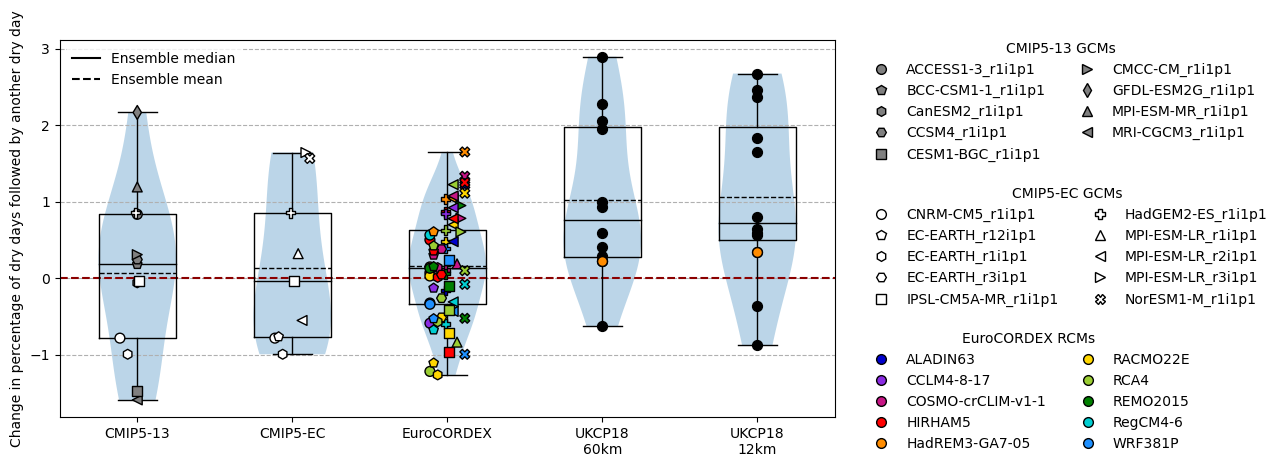 Change in percentage of dry days followed by another dry day
3
2
1
0
−1
Ensemble median
Ensemble mean
CMIP5-13
CMIP5-EC
EuroCORDEX
UKCP18
60km
UKCP18
12km
CMIP5-13 GCMs
ACCESS1-3_r1i1p1
BCC-CSM1-1_r1i1p1
CanESM2_r1i1p1
CCSM4_r1i1p1
CESM1-BGC_r1i1p1
CMCC-CM_r1i1p1
GFDL-ESM2G_r1i1p1
MPI-ESM-MR_r1i1p1
MRI-CGCM3_r1i1p1
CMIP5-EC GCMs
CNRM-CM5_r1i1p1
EC-EARTH_r12i1p1
EC-EARTH_r1i1p1
EC-EARTH_r3i1p1
IPSL-CM5A-MR_r1i1p1
HadGEM2-ES_r1i1p1
MPI-ESM-LR_r1i1p1
MPI-ESM-LR_r2i1p1
MPI-ESM-LR_r3i1p1
NorESM1-M_r1i1p1
EuroCORDEX RCMs
ALADIN63
CCLM4-8-17
COSMO-crCLIM-v1-1
HIRHAM5
HadREM3-GA7-05
RACMO22E
RCA4
REMO2015
RegCM4-6
WRF381P